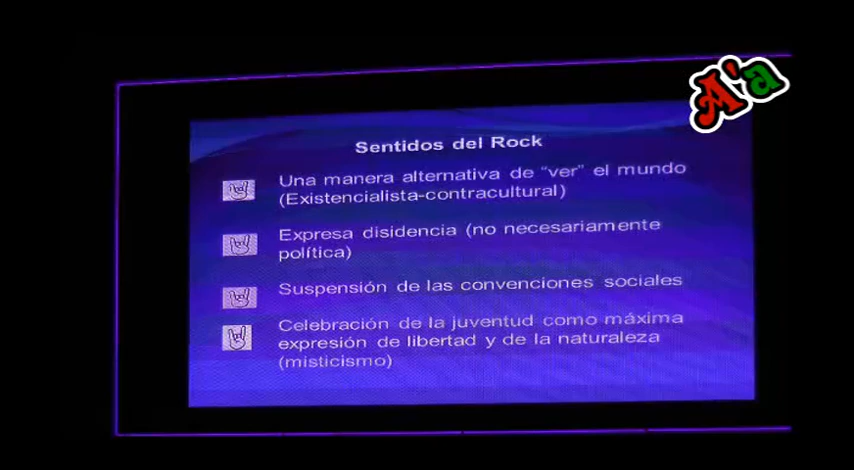 A'a
Sentidos del Rock
Una manera alternativa de "ver" el mundo
(Existencialista-contracultural)
Expresa disidencia (no necesariamente
política)
Suspensión de las convenciones sociales
Celebración de la juventud como máxima
expresión de libertad y de la naturaleza
(misticismo)